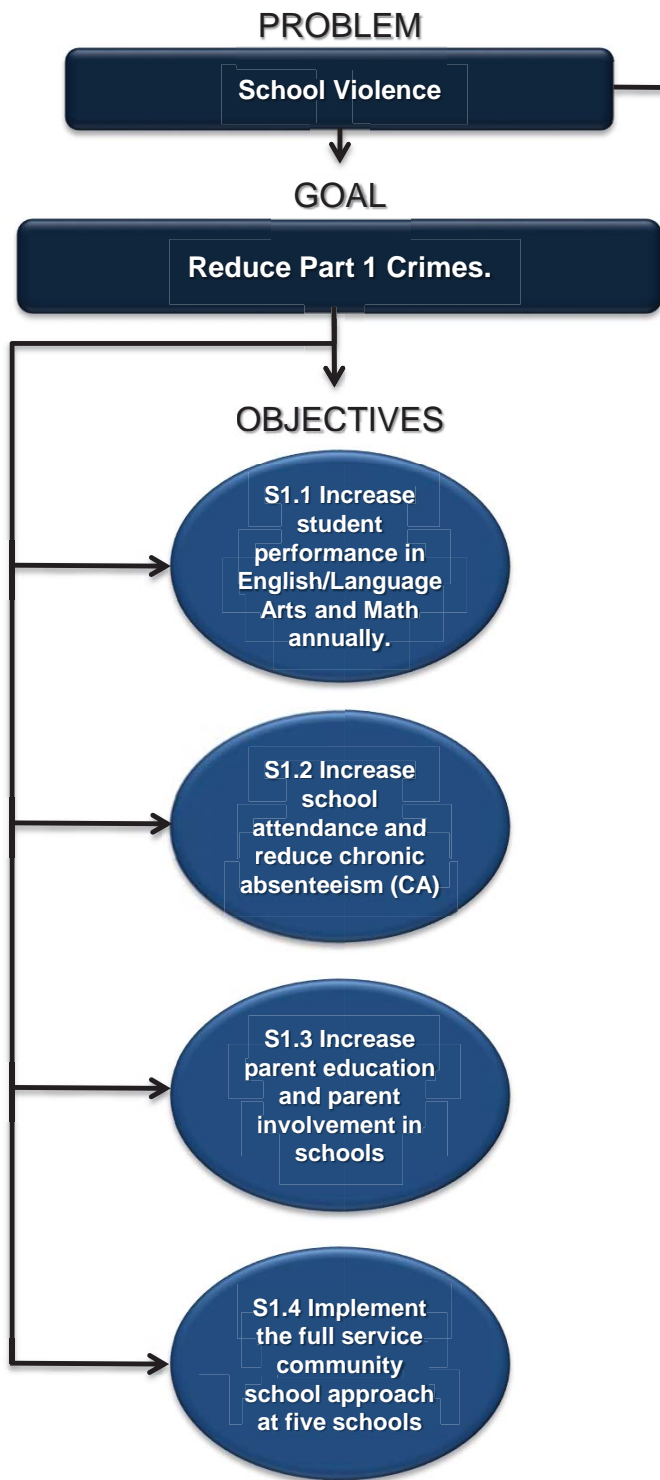 PROBLEM
School Violence
GOAL
Reduce Part 1 Crimes.
OBJECTIVES
S1.1 Increase
student
performance in
English/Language
Arts and Math
annually.
S1.2 Increase
school
attendance and
reduce chronic
absenteeism (CA)
S1.3 Increase
parent education
and parent
involvement in
schools
S1.4 Implement
the full service
community
school approach
at five schools